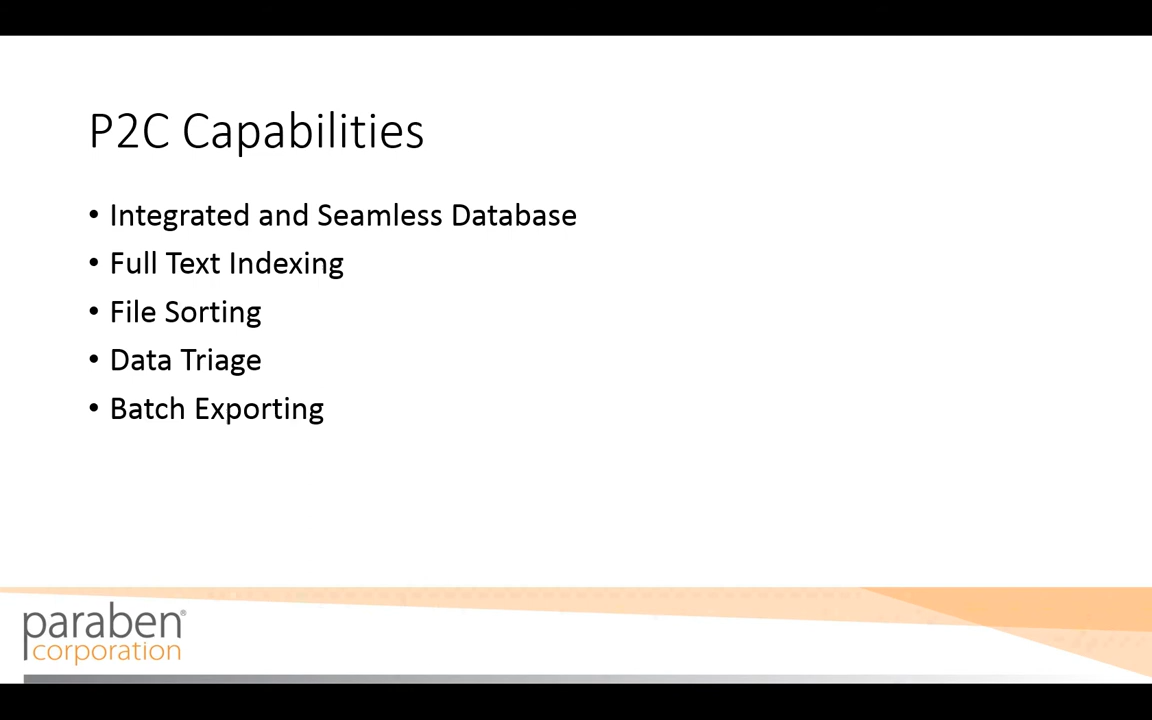 P2C Capabilities
• Integrated and Seamless Database
• Full Text Indexing
• File Sorting
• Data Triage
• Batch Exporting
paraben®
corporation